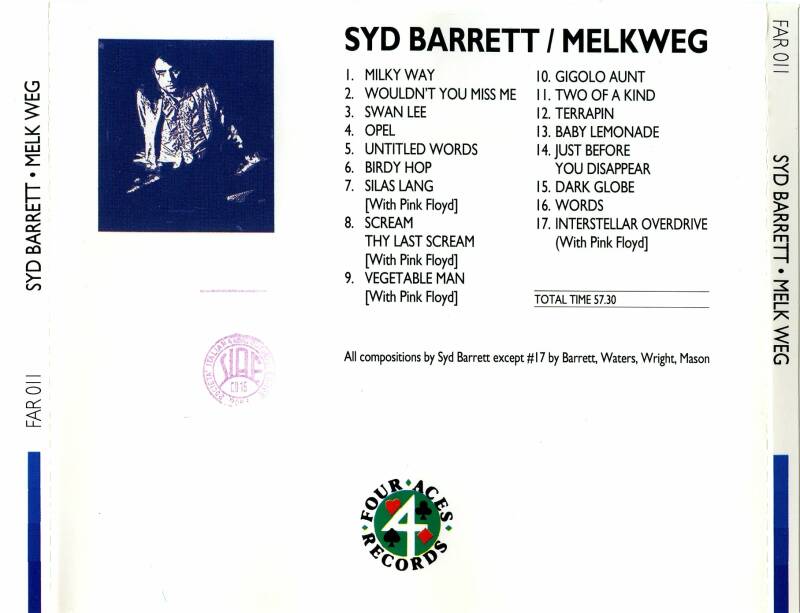 SYD BARRETT • MELK WEG
FAR 011
SYD BARRETT / MELKWEG
1. MILKY WAY
2. WOULDN'T YOU MISS ME
3. SWAN LEE
4. OPEL
5. UNTITLED WORDS
6. BIRDY HOP
7. SILAS LANG
[With Pink Floyd]
8. SCREAM
THY LAST SCREAM
[With Pink Floyd]
9. VEGETABLE MAN
[With Pink Floyd]
10. GIGOLO AUNT
11. TWO OF A KIND
12. TERRAPIN
13. BABY LEMONADE
14. JUST BEFORE
YOU DISAPPEAR
15. DARK GLOBE
16. WORDS
17. INTERSTELLAR OVERDRIVE
(With Pink Floyd]
TOTAL TIME 57.30
All compositions by Syd Barrett except #17 by Barrett, Waters, Wright, Mason
SIAE
FOUR ACES
4
RECORDS
FAR 011
SYD BARRETT • MELK WEG